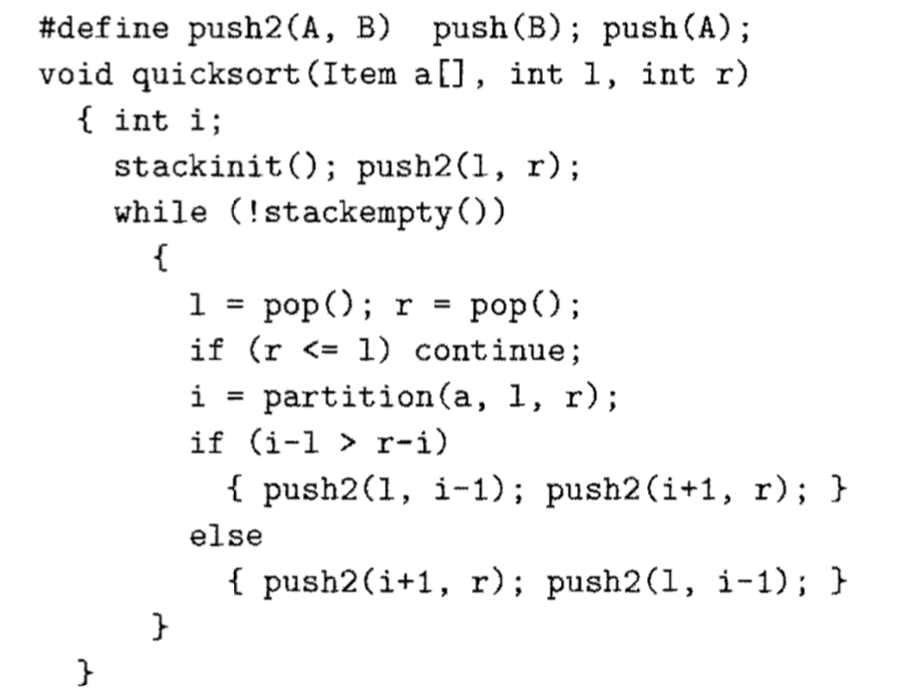 #define push2(A, B)  push(B); push(A);
void quicksort(Item a[], int l, int r)
  { int i;
    stackinit(); push2(l, r);
    while (!stackempty())
      {
        l = pop(); r = pop();
        if (r <= l) continue;
        i = partition(a, l, r);
        if (i-l > r-i)
          { push2(l, i-1); push2(i+1, r); }
        else
          { push2(i+1, r); push2(l, i-1); }
      }
  }